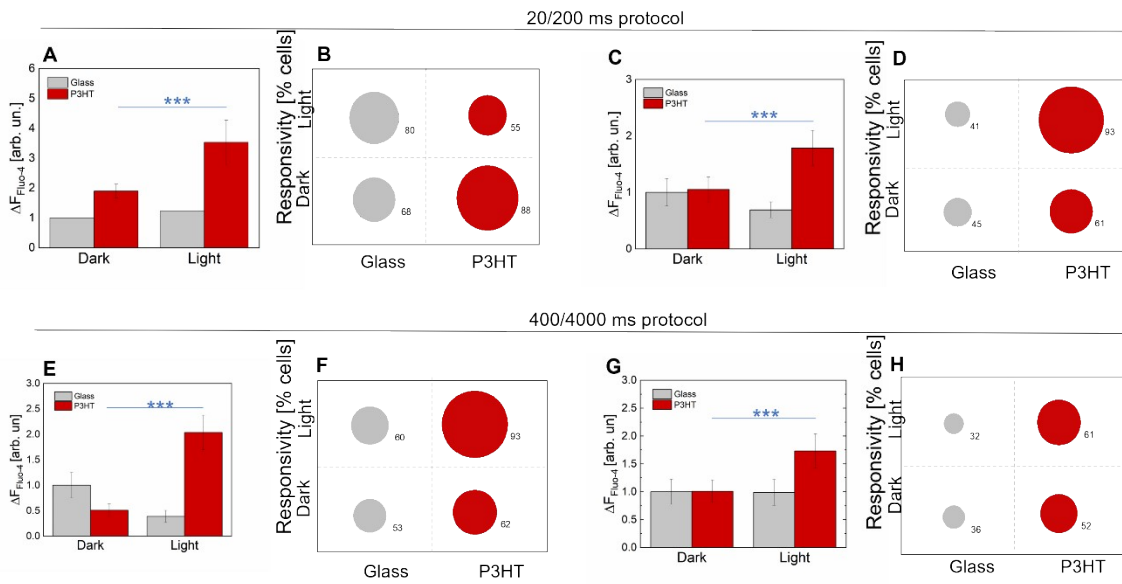 20/200 ms protocol
A
ΔF_Fluo-4 [arb. un.]
6
5
4
3
2
1
0
Glass
P3HT
***
Dark
Light
B
Responsivity [% cells]
Light
Dark
80
55
68
88
Glass
P3HT
C
ΔF_Fluo-4 [arb. un.]
3
2
1
0
Glass
P3HT
***
Dark
Light
D
Responsivity [% cells]
Light
Dark
41
93
45
61
Glass
P3HT
400/4000 ms protocol
E
ΔF_Fluo-4 [arb. un]
3.0
2.5
2.0
1.5
1.0
0.5
0.0
Glass
P3HT
***
Dark
Light
F
Responsivity [% cells]
Light
Dark
60
93
53
62
Glass
P3HT
G
ΔF_Fluo-4 [arb. un]
3.0
2.5
2.0
1.5
1.0
0.5
0.0
Glass
P3HT
***
Dark
Light
H
Responsivity [% cells]
Light
Dark
32
61
36
52
Glass
P3HT